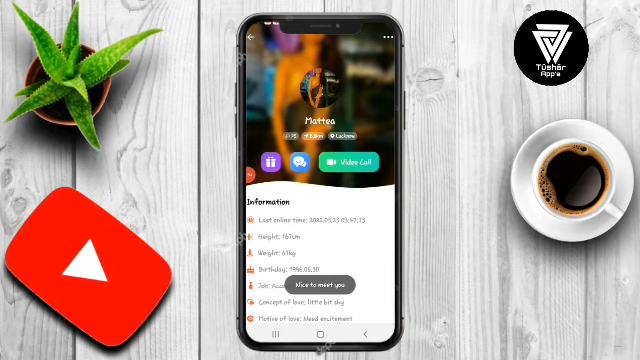 Tüshâr
App's
Mattea
Lucknow
Video Call
Information
Last online time: 2022.03.23 03:47:13
Height: 167cm
Weight: 61kg
Birthday: 1996.06.30
Job:
Nice to meet you
Concept of love: little bit shy
Motive of love: Need excitement